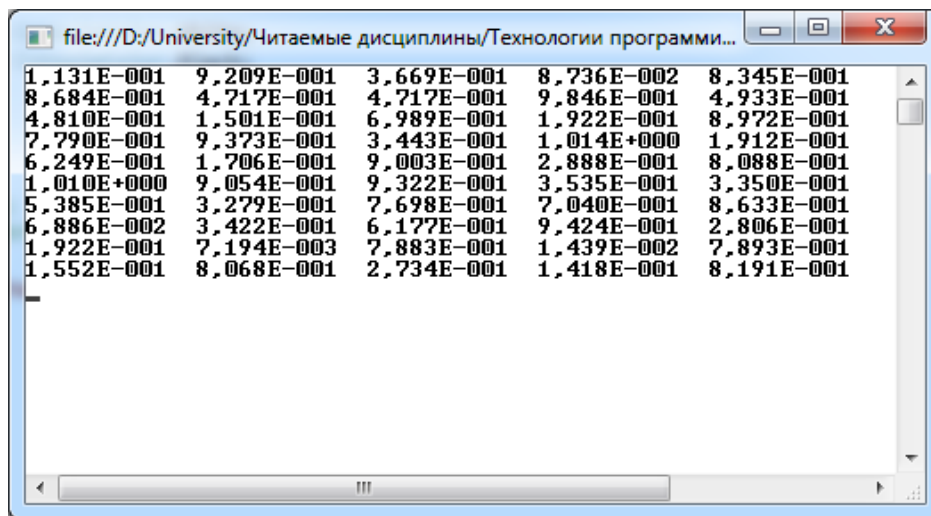 file:///D:/University/Читаемые дисциплины/Технологии программи...
1,131E-001 9,209E-001 3,669E-001 8,736E-002 8,345E-001
8,684E-001 4,717E-001 4,717E-001 9,846E-001 4,933E-001
4,810E-001 1,501E-001 6,989E-001 1,922E-001 8,972E-001
7,790E-001 9,373E-001 3,443E-001 1,014E+000 1,912E-001
6,249E-001 1,706E-001 9,003E-001 2,888E-001 8,088E-001
1,010E+000 9,054E-001 9,322E-001 3,535E-001 3,350E-001
5,385E-001 3,279E-001 7,698E-001 7,040E-001 8,633E-001
6,886E-002 3,422E-001 6,177E-001 9,424E-001 2,806E-001
1,922E-001 7,194E-003 7,883E-001 1,439E-002 7,893E-001
1,552E-001 8,068E-001 2,734E-001 1,418E-001 8,191E-001